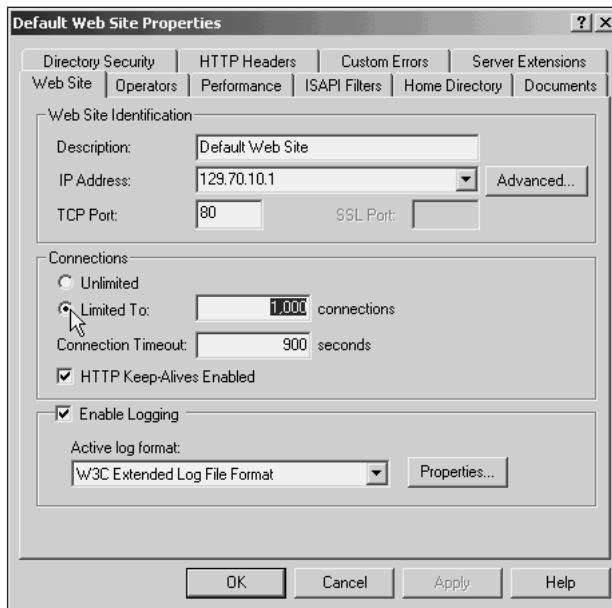 Default Web Site Properties
Directory Security HTTP Headers Custom Errors Server Extensions
Web Site Operators Performance ISAPI Filters Home Directory Documents
Web Site Identification
Description: Default Web Site
IP Address: 129.70.10.1 Advanced...
TCP Port: 80 SSL Port:
Connections
Unlimited
Limited To: 1,000 connections
Connection Timeout: 900 seconds
HTTP Keep-Alives Enabled
Enable Logging
Active log format:
W3C Extended Log File Format Properties...
OK Cancel Apply Help